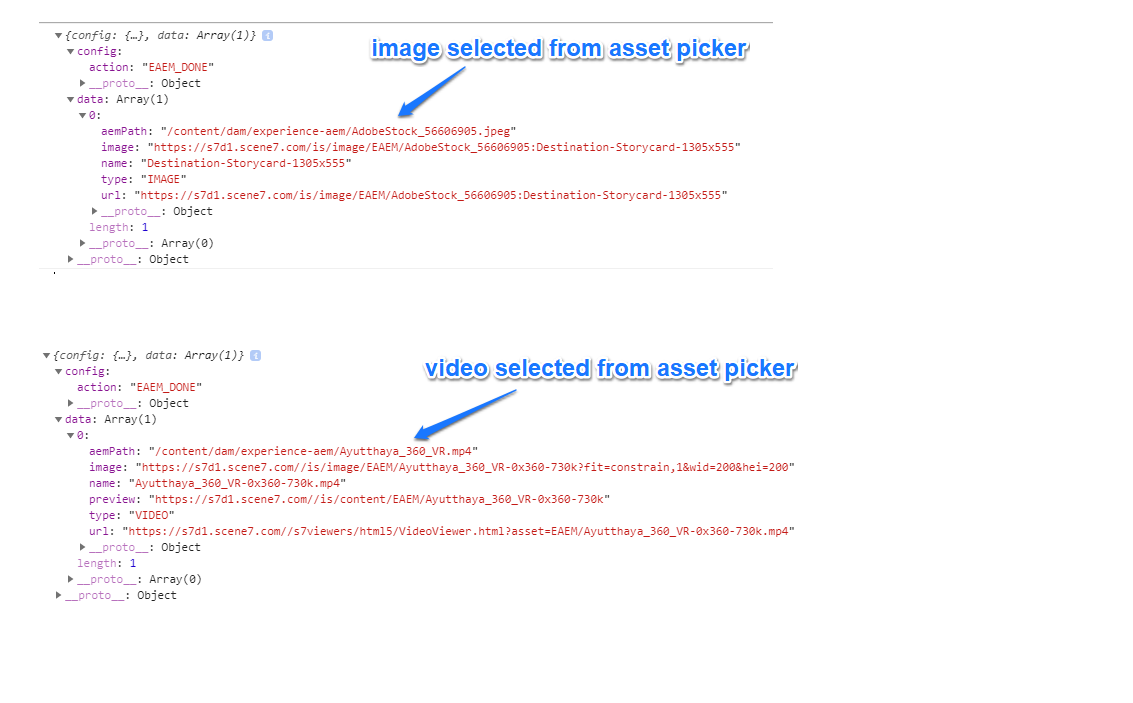 ▼{config: {…}, data: Array(1)} i
▼config:
image selected from asset picker
action: "EAEM_DONE"
▶__proto__: Object
▼data: Array(1)
▼0:
aemPath: "/content/dam/experience-aem/AdobeStock_56606905.jpeg"
image: "https://s7d1.scene7.com/is/image/EAEM/AdobeStock_56606905:Destination-Storycard-1305x555"
name: "Destination-Storycard-1305x555"
type: "IMAGE"
url: "https://s7d1.scene7.com/is/image/EAEM/AdobeStock_56606905:Destination-Storycard-1305x555"
▶__proto__: Object
length: 1
▶__proto__: Array(0)
▶__proto__: Object
▼{config: {…}, data: Array(1)} i
▼config:
video selected from asset picker
action: "EAEM_DONE"
▶__proto__: Object
▼data: Array(1)
▼0:
aemPath: "/content/dam/experience-aem/Ayutthaya_360_VR.mp4"
image: "https://s7d1.scene7.com//is/image/EAEM/Ayutthaya_360_VR-0x360-730k?fit=constrain,1&wid=200&hei=200"
name: "Ayutthaya_360_VR-0x360-730k.mp4"
preview: "https://s7d1.scene7.com//is/content/EAEM/Ayutthaya_360_VR-0x360-730k"
type: "VIDEO"
url: "https://s7d1.scene7.com//s7viewers/html5/VideoViewer.html?asset=EAEM/Ayutthaya_360_VR-0x360-730k.mp4"
▶__proto__: Object
length: 1
▶__proto__: Array(0)
▶__proto__: Object